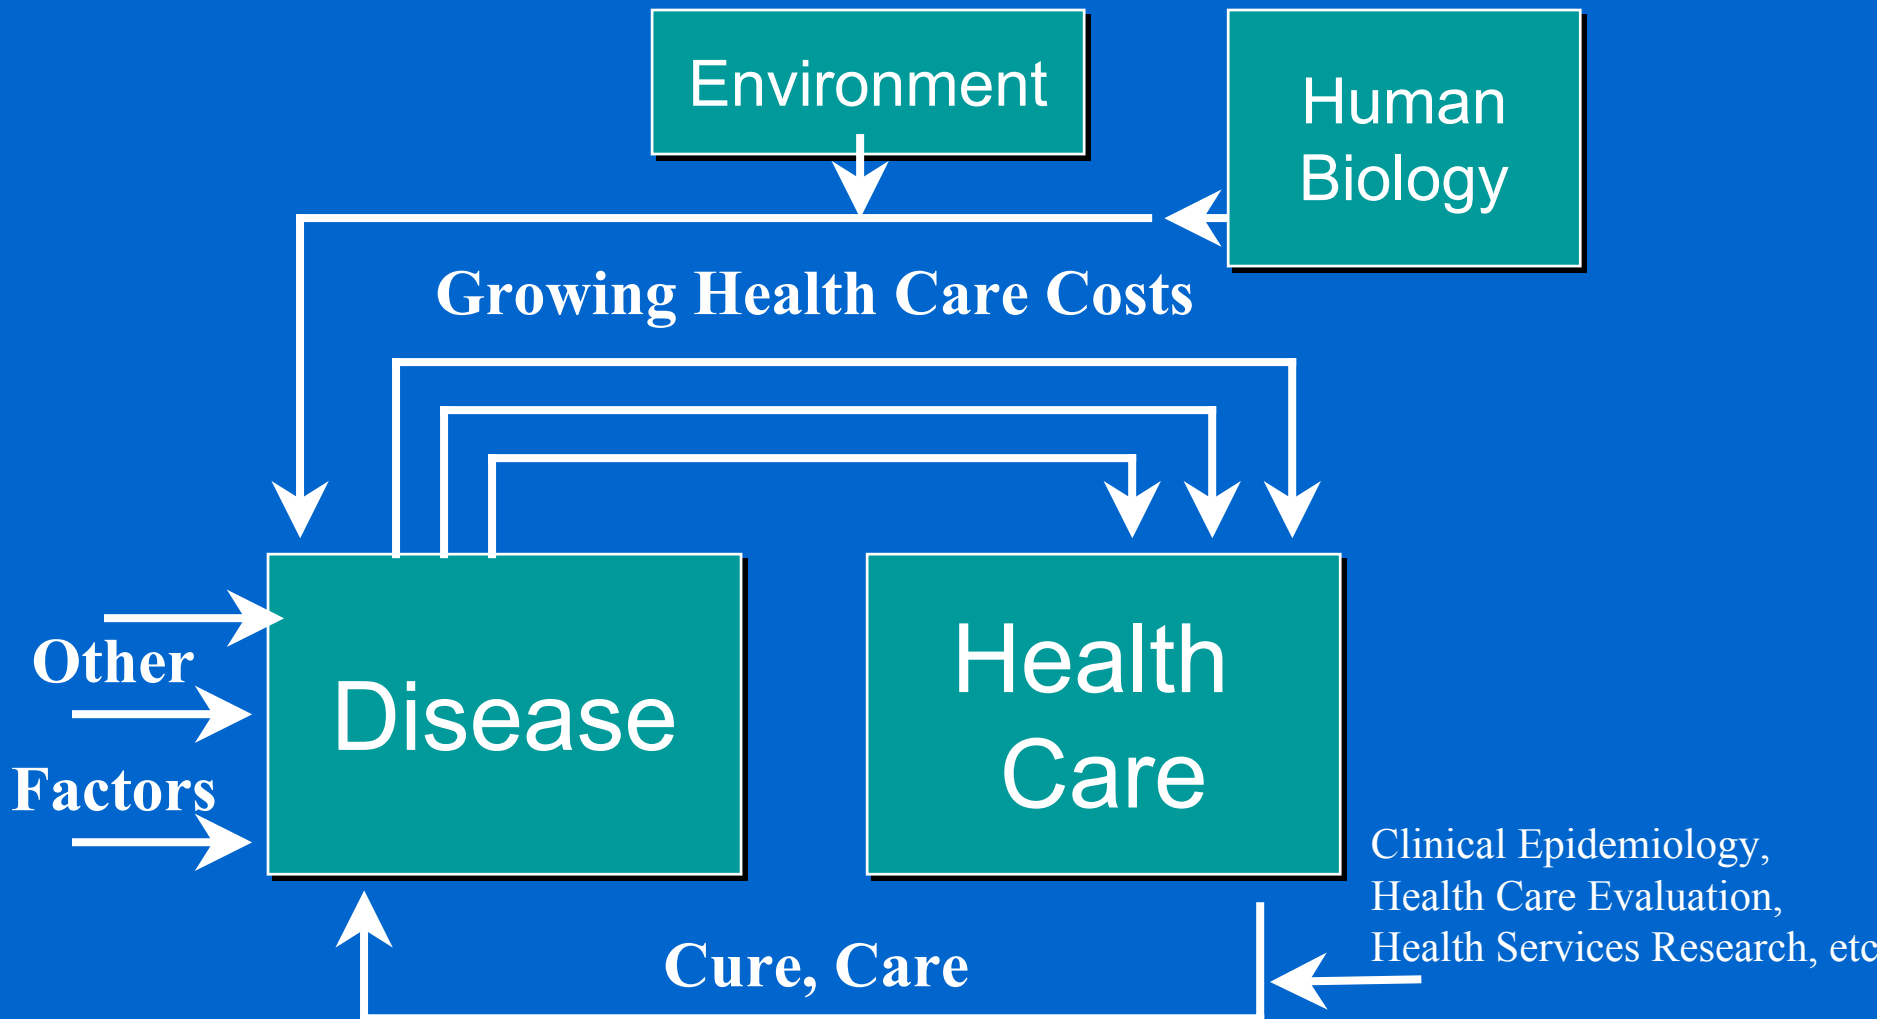 Environment
Human
Biology
Growing Health Care Costs
Other
Factors
Disease
Health
Care
Clinical Epidemiology,
Health Care Evaluation,
Health Services Research, etc
Cure, Care